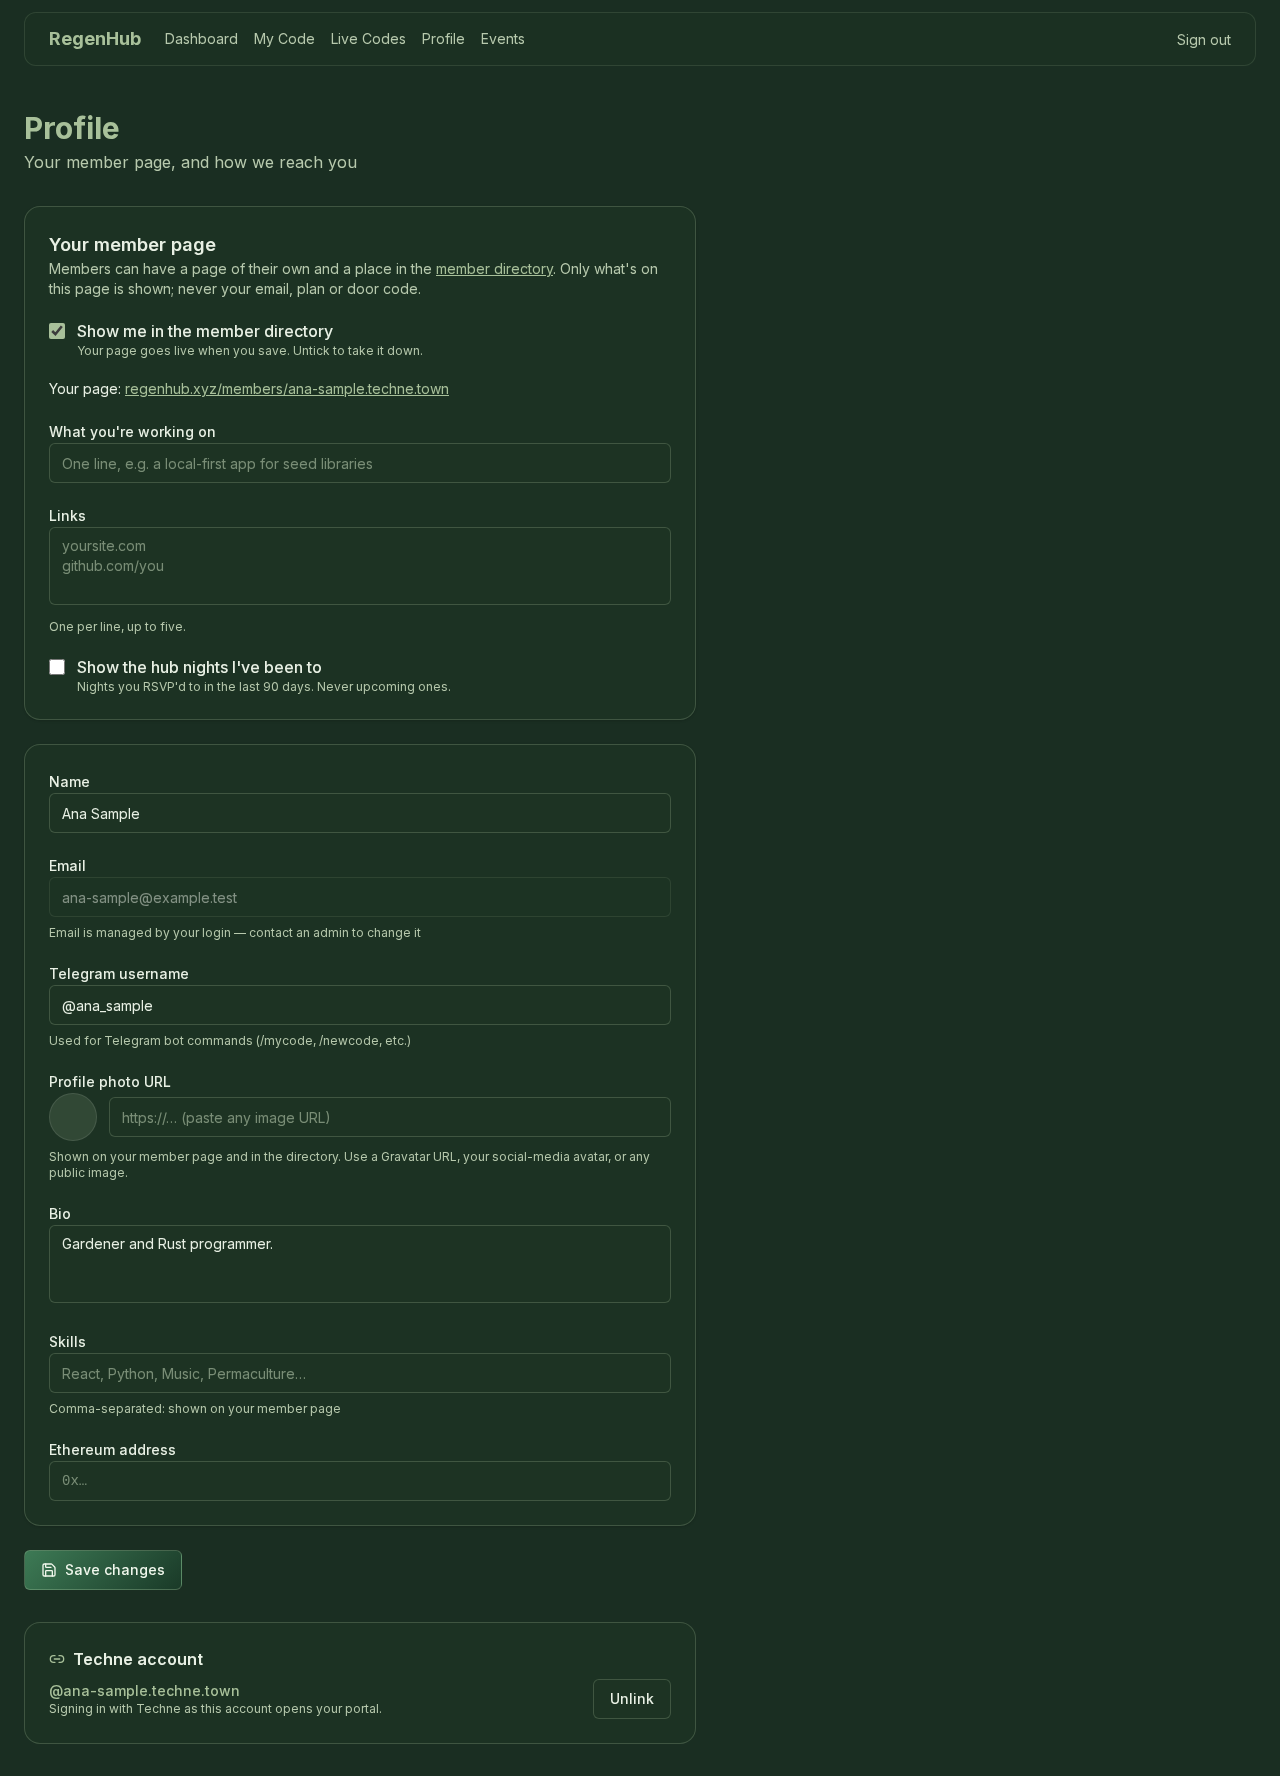 RegenHub
Dashboard
My Code
Live Codes
Profile
Events
Sign out
Profile
Your member page, and how we reach you
Your member page
Members can have a page of their own and a place in the member directory. Only what's on
this page is shown; never your email, plan or door code.
Show me in the member directory
Your page goes live when you save. Untick to take it down.
Your page: regenhub.xyz/members/ana-sample.techne.town
What you're working on
One line, e.g. a local-first app for seed libraries
Links
yoursite.com
github.com/you
One per line, up to five.
Show the hub nights I've been to
Nights you RSVP'd to in the last 90 days. Never upcoming ones.
Name
Ana Sample
Email
ana-sample@example.test
Email is managed by your login — contact an admin to change it
Telegram username
@ana_sample
Used for Telegram bot commands (/mycode, /newcode, etc.)
Profile photo URL
https://… (paste any image URL)
Shown on your member page and in the directory. Use a Gravatar URL, your social-media avatar, or any
public image.
Bio
Gardener and Rust programmer.
Skills
React, Python, Music, Permaculture…
Comma-separated: shown on your member page
Ethereum address
0x…
Save changes
Techne account
@ana-sample.techne.town
Signing in with Techne as this account opens your portal.
Unlink